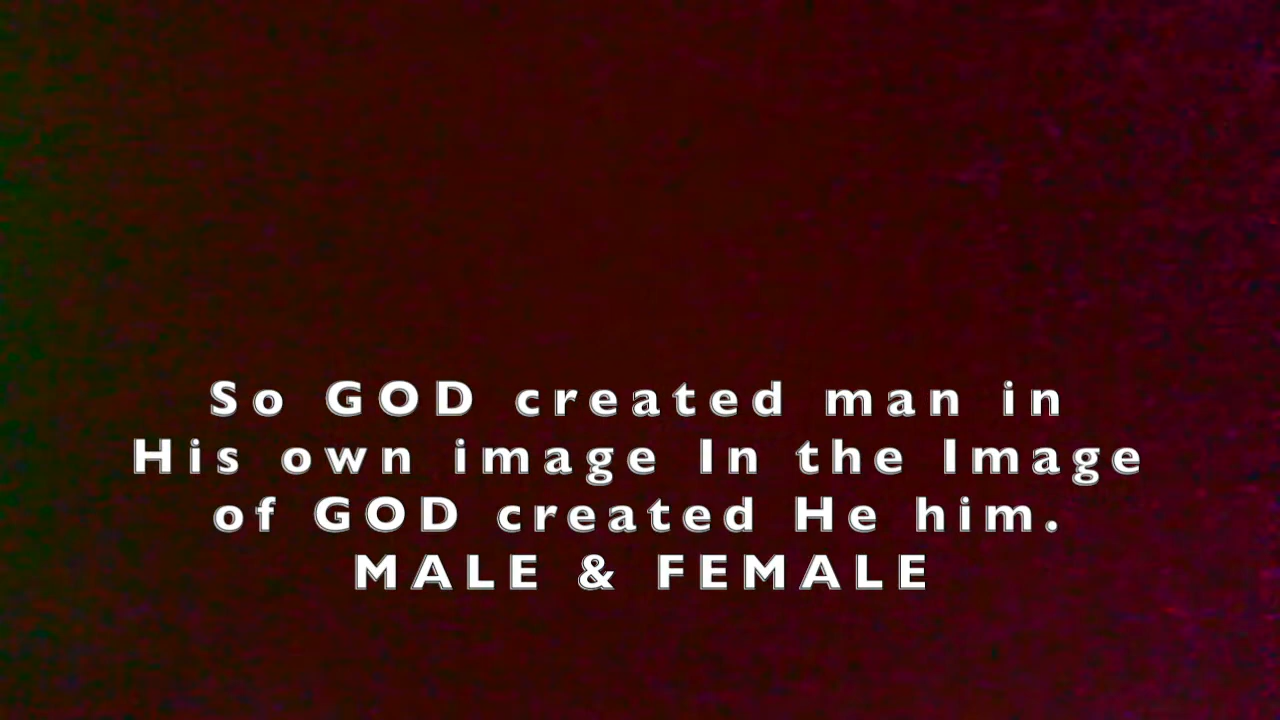 So GOD created man in
His own image In the Image
of GOD created He him.
MALE & FEMALE